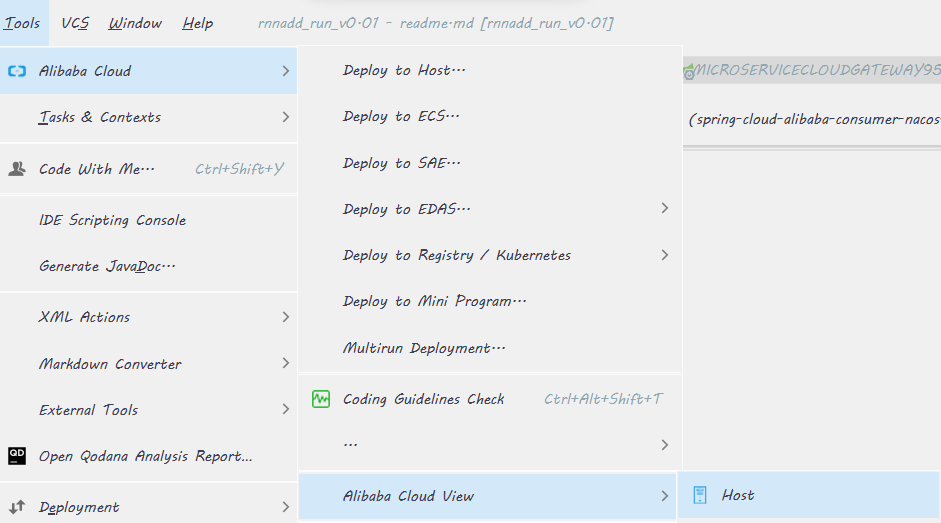 Tools VCS Window Help rnnadd_run_v0.01 - readme.md [rnnadd_run_v0.01]
Alibaba Cloud
Tasks & Contexts
Code With Me... Ctrl+Shift+Y
IDE Scripting Console
Generate JavaDoc...
XML Actions
Markdown Converter
External Tools
QD Open Qodana Analysis Report...
Deployment
Deploy to Host...
Deploy to ECS...
Deploy to SAE...
Deploy to EDAS...
Deploy to Registry / Kubernetes
Deploy to Mini Program...
Multirun Deployment...
Coding Guidelines Check Ctrl+Alt+Shift+T
...
Alibaba Cloud View
Host
MICROSERVICECLOUDGATEWAY95
(spring-cloud-alibaba-consumer-nacos